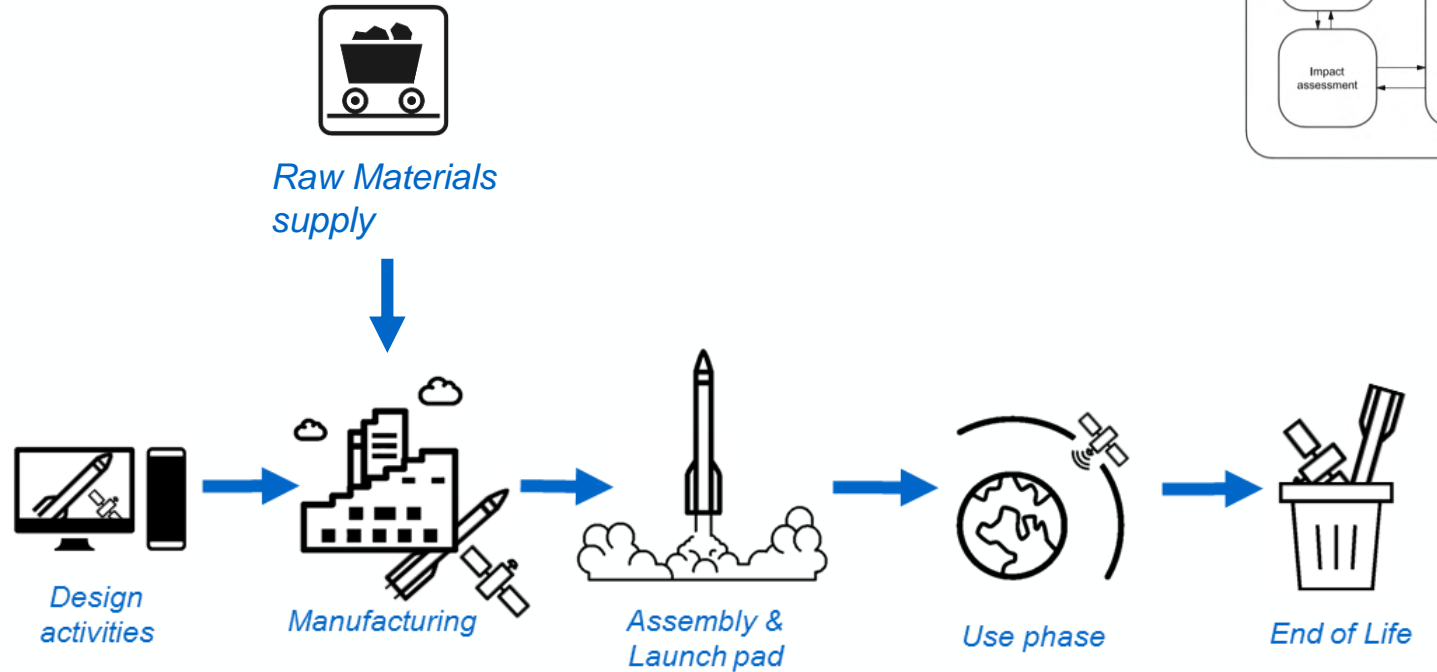 Impact
assessment
Raw Materials
supply
Design
activities
Manufacturing
Assembly &
Launch pad
Use phase
End of Life